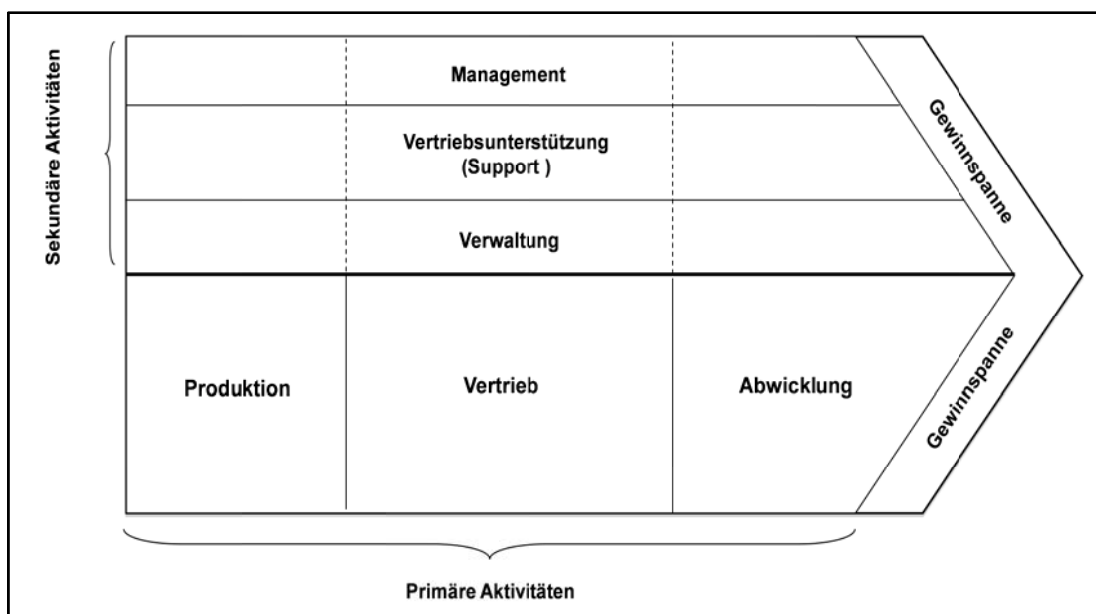 Sekundäre Aktivitäten
Management
Vertriebsunterstützung
(Support )
Verwaltung
Gewinnspanne
Produktion
Vertrieb
Abwicklung
Gewinnspanne
Primäre Aktivitäten